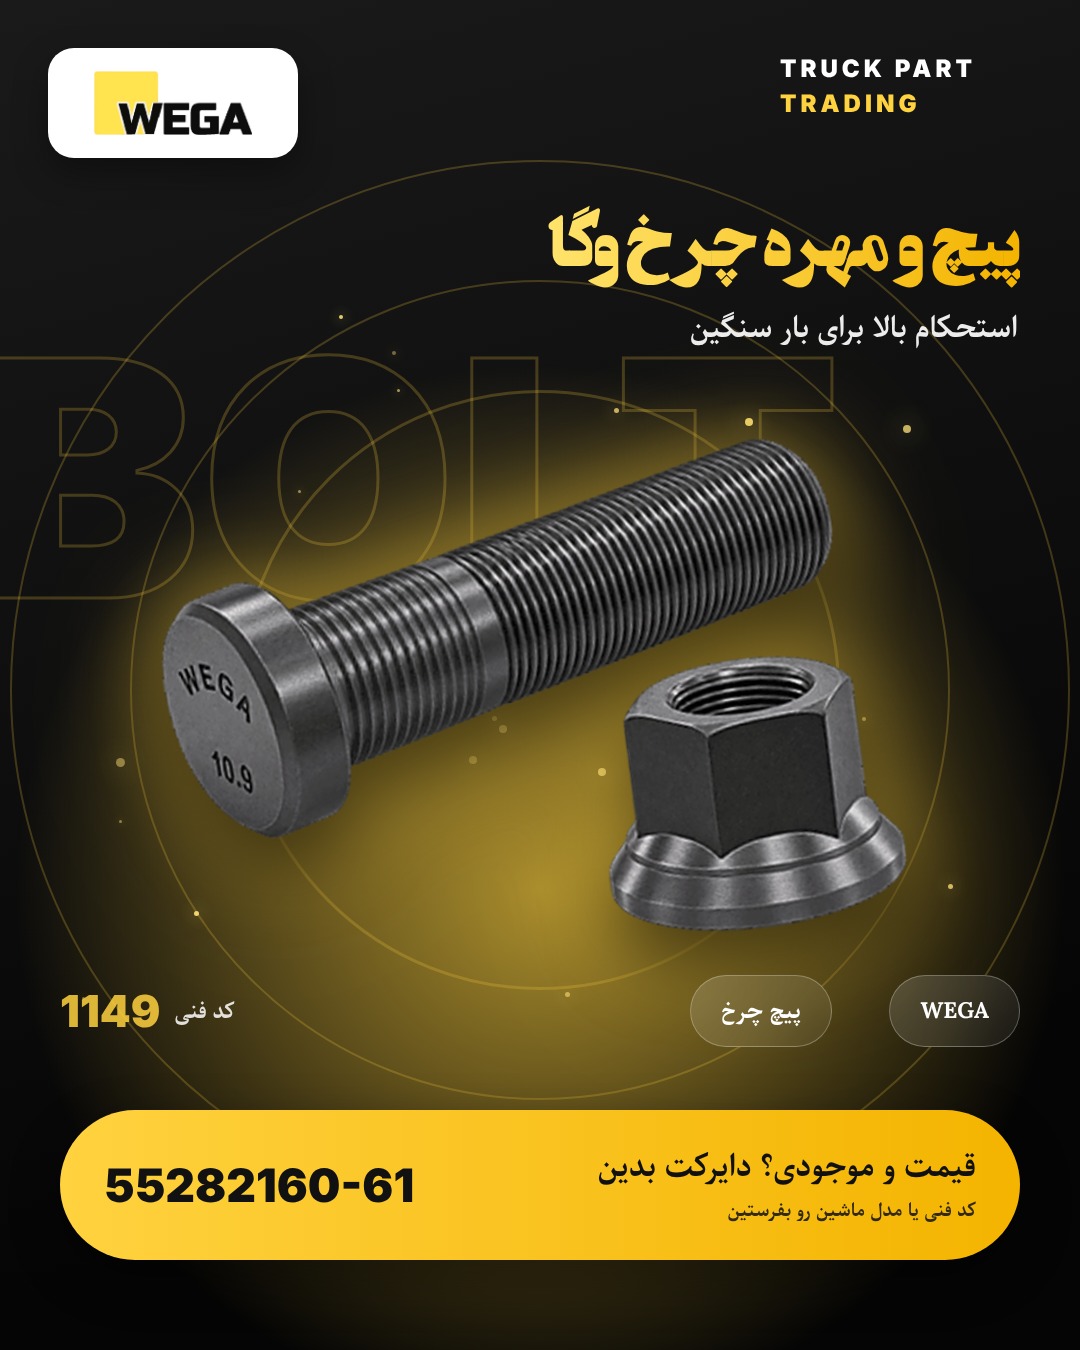 WEGA
TRUCK PART
TRADING
پیچ و مهره چرخ وگا
استحکام بالا برای بار سنگین
BOLT
WEGA
10.9
WEGA
پیچ چرخ
کد فنی 1149
قیمت و موجودی؟ دایرکت بدین
کد فنی یا مدل ماشین رو بفرستین
55282160-61